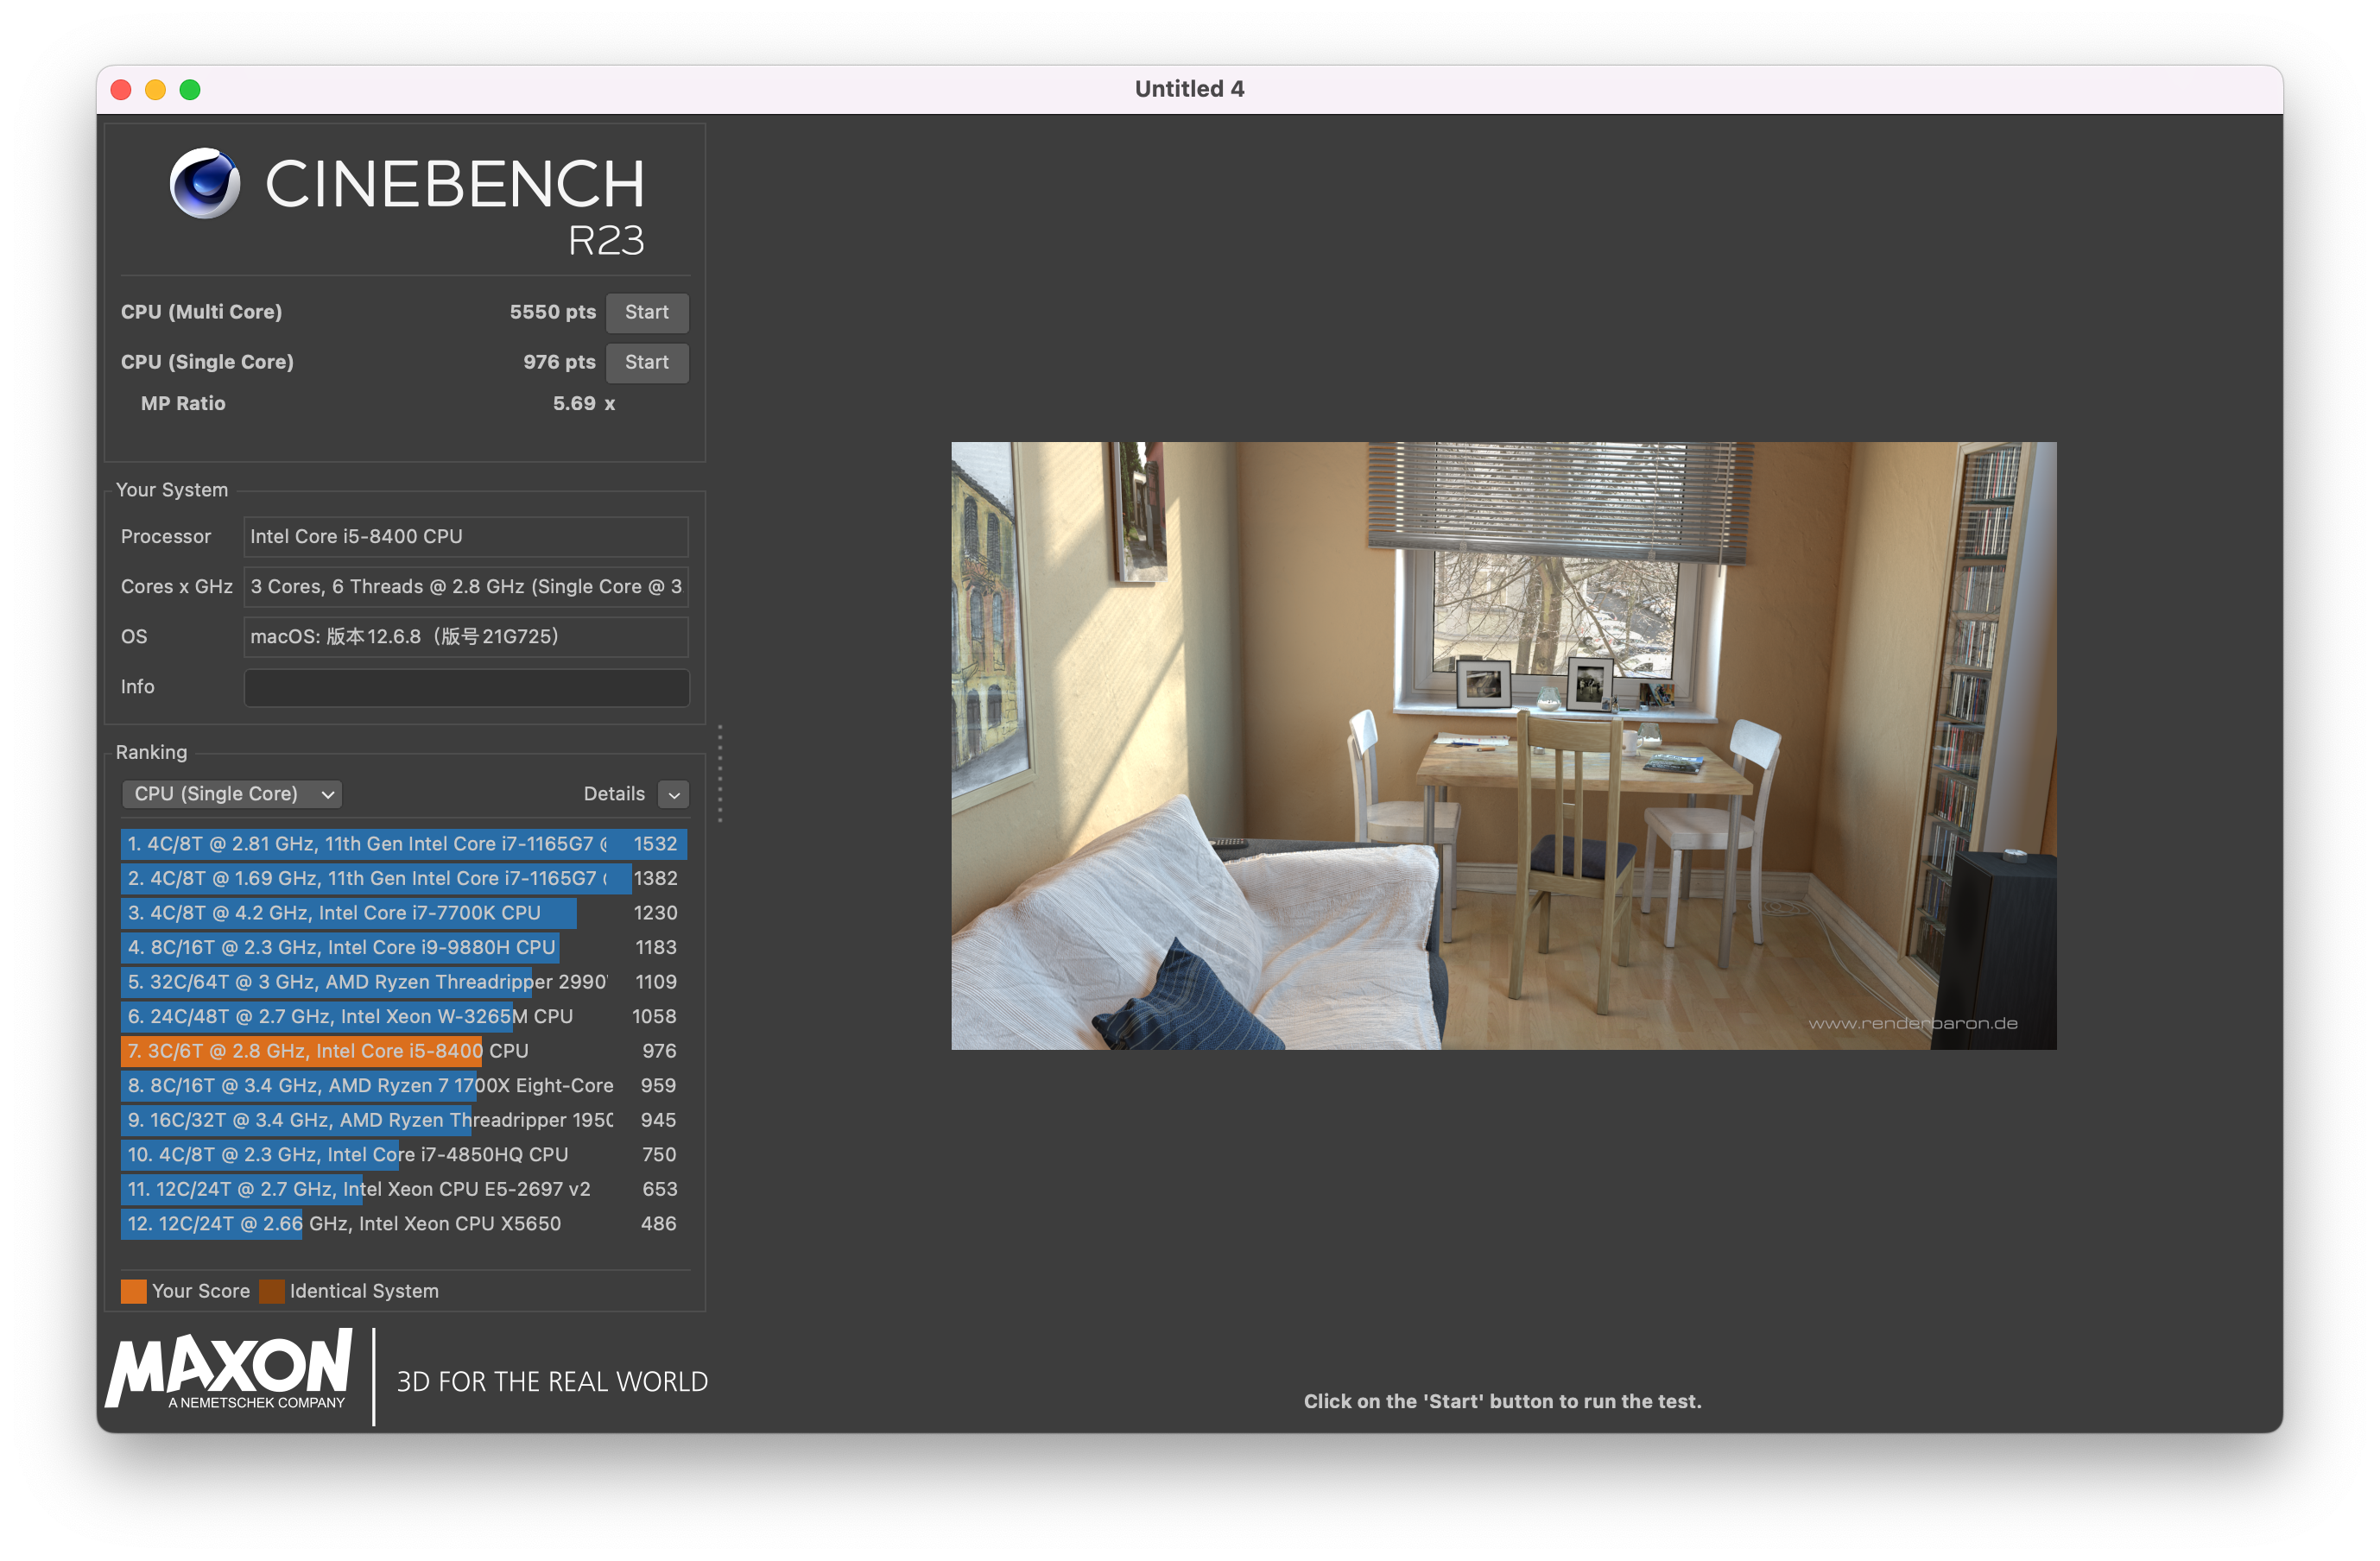 Untitled 4
CINEBENCH
R23
CPU (Multi Core) 5550 pts Start
CPU (Single Core) 976 pts Start
MP Ratio 5.69 x
Your System
Processor Intel Core i5-8400 CPU
Cores x GHz 3 Cores, 6 Threads @ 2.8 GHz (Single Core @ 3
OS macOS: 版本12.6.8（版号21G725）
Info
Ranking
CPU (Single Core) Details
1. 4C/8T @ 2.81 GHz, 11th Gen Intel Core i7-1165G7 @ 1532
2. 4C/8T @ 1.69 GHz, 11th Gen Intel Core i7-1165G7 1382
3. 4C/8T @ 4.2 GHz, Intel Core i7-7700K CPU 1230
4. 8C/16T @ 2.3 GHz, Intel Core i9-9880H CPU 1183
5. 32C/64T @ 3 GHz, AMD Ryzen Threadripper 2990 1109
6. 24C/48T @ 2.7 GHz, Intel Xeon W-3265M CPU 1058
7. 3C/6T @ 2.8 GHz, Intel Core i5-8400 CPU 976
8. 8C/16T @ 3.4 GHz, AMD Ryzen 7 1700X Eight-Core 959
9. 16C/32T @ 3.4 GHz, AMD Ryzen Threadripper 1950 945
10. 4C/8T @ 2.3 GHz, Intel Core i7-4850HQ CPU 750
11. 12C/24T @ 2.7 GHz, Intel Xeon CPU E5-2697 v2 653
12. 12C/24T @ 2.66 GHz, Intel Xeon CPU X5650 486
Your Score Identical System
MAXON
A NEMETSCHEK COMPANY
3D FOR THE REAL WORLD
www.renderbaron.de
Click on the 'Start' button to run the test.